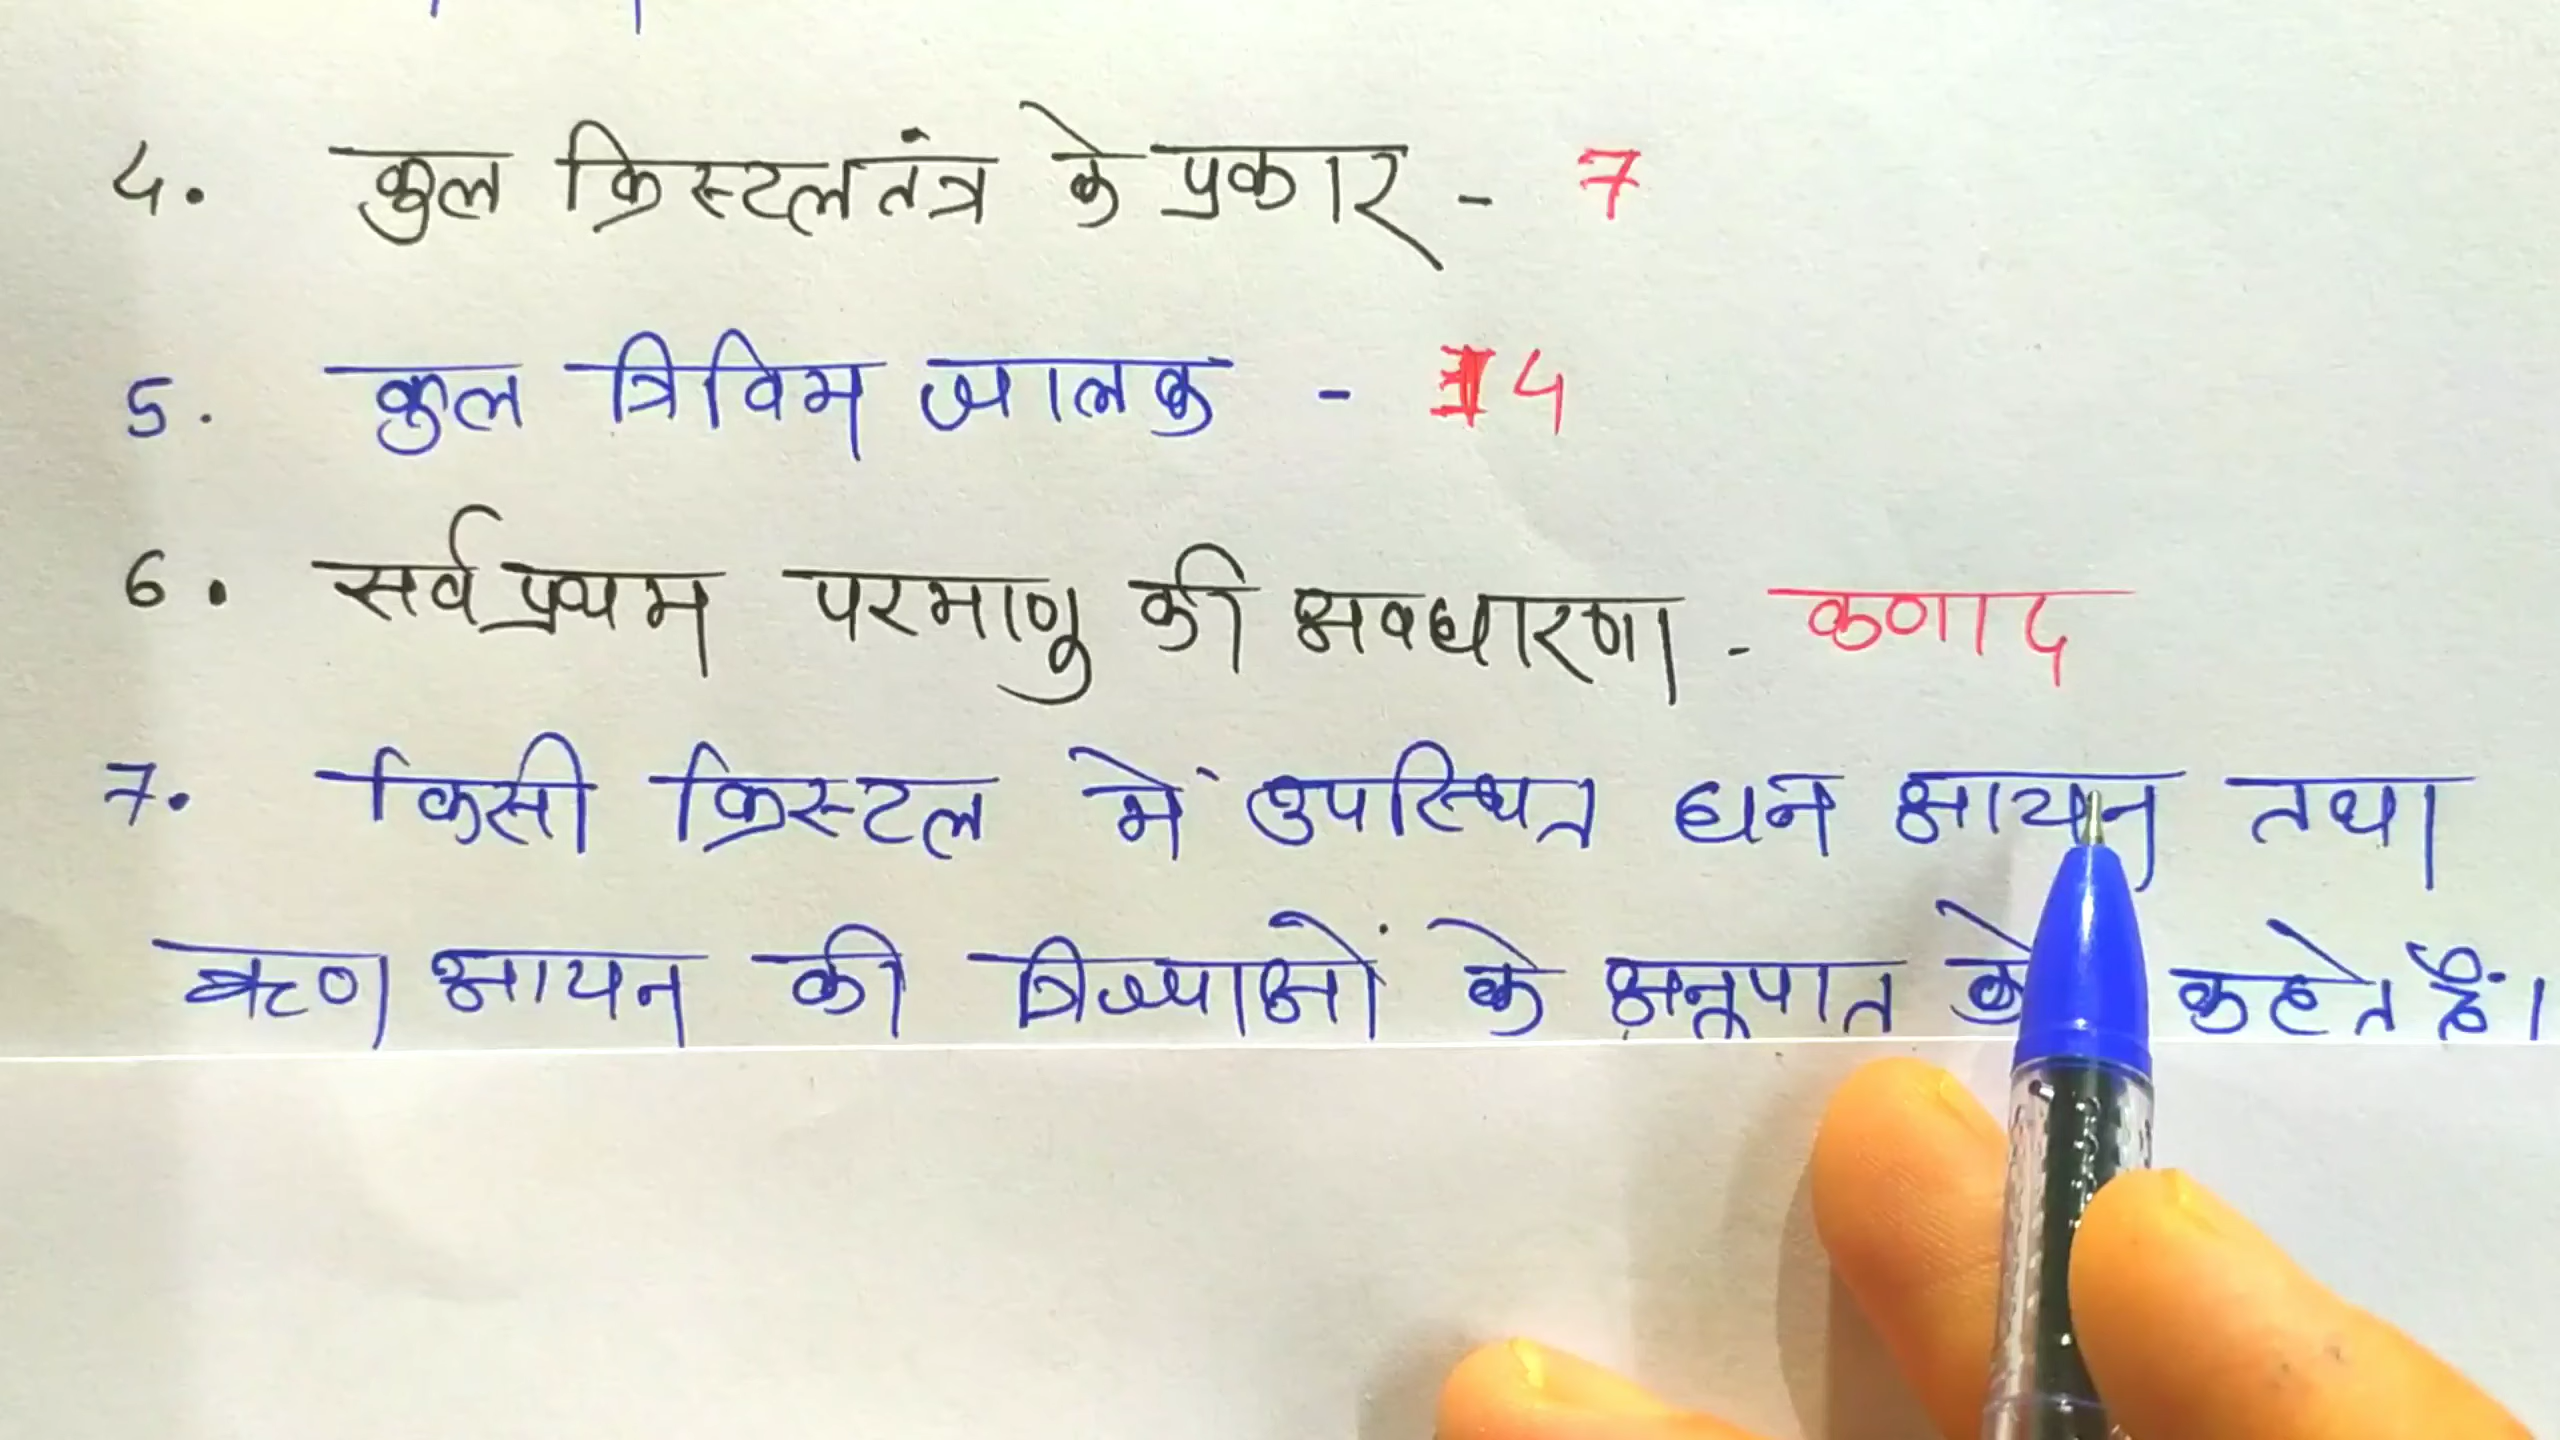 4. कुल क्रिस्टलतंत्र के प्रकार - 7
5. कुल त्रिविम जालक - 14
6. सर्वप्रथम परमाणु की अवधारणा - कणाद
7. किसी क्रिस्टल में उपस्थित धन आयन तथा
ऋण आयन की त्रिज्याओं के अनूपात को कहते हैं।